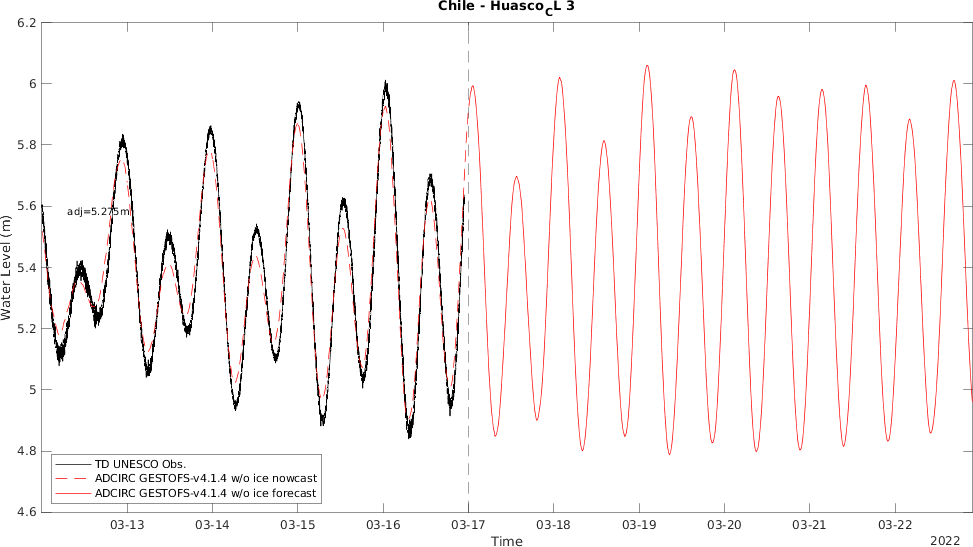 Chile - Huasco_CL 3
Water Level (m)
6.2
6
5.8
5.6
5.4
5.2
5
4.8
4.6
adj=5.275m
TD UNESCO Obs.
ADCIRC GESTOFS-v4.1.4 w/o ice nowcast
ADCIRC GESTOFS-v4.1.4 w/o ice forecast
03-13 03-14 03-15 03-16 03-17 03-18 03-19 03-20 03-21 03-22
Time
2022